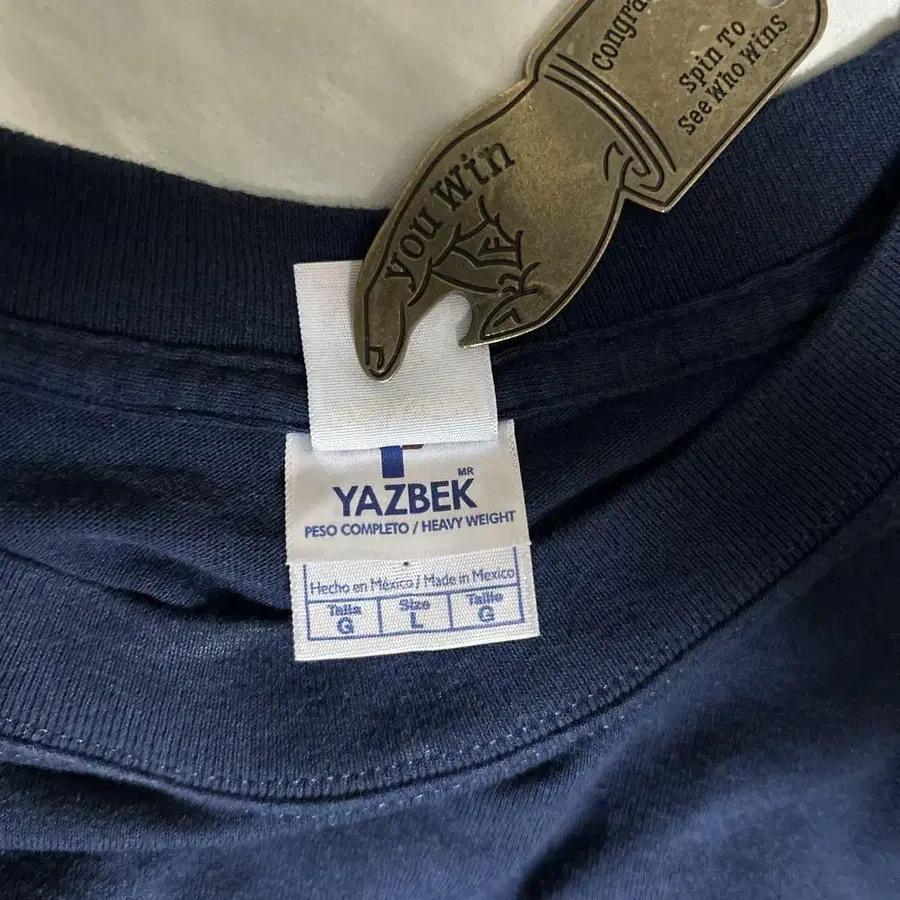 Congra
Spin To
See Who Wins
you Win
MR
YAZBEK
PESO COMPLETO / HEAVY WEIGHT
Hecho en México / Made in Mexico
Talla Size Taille
G L G